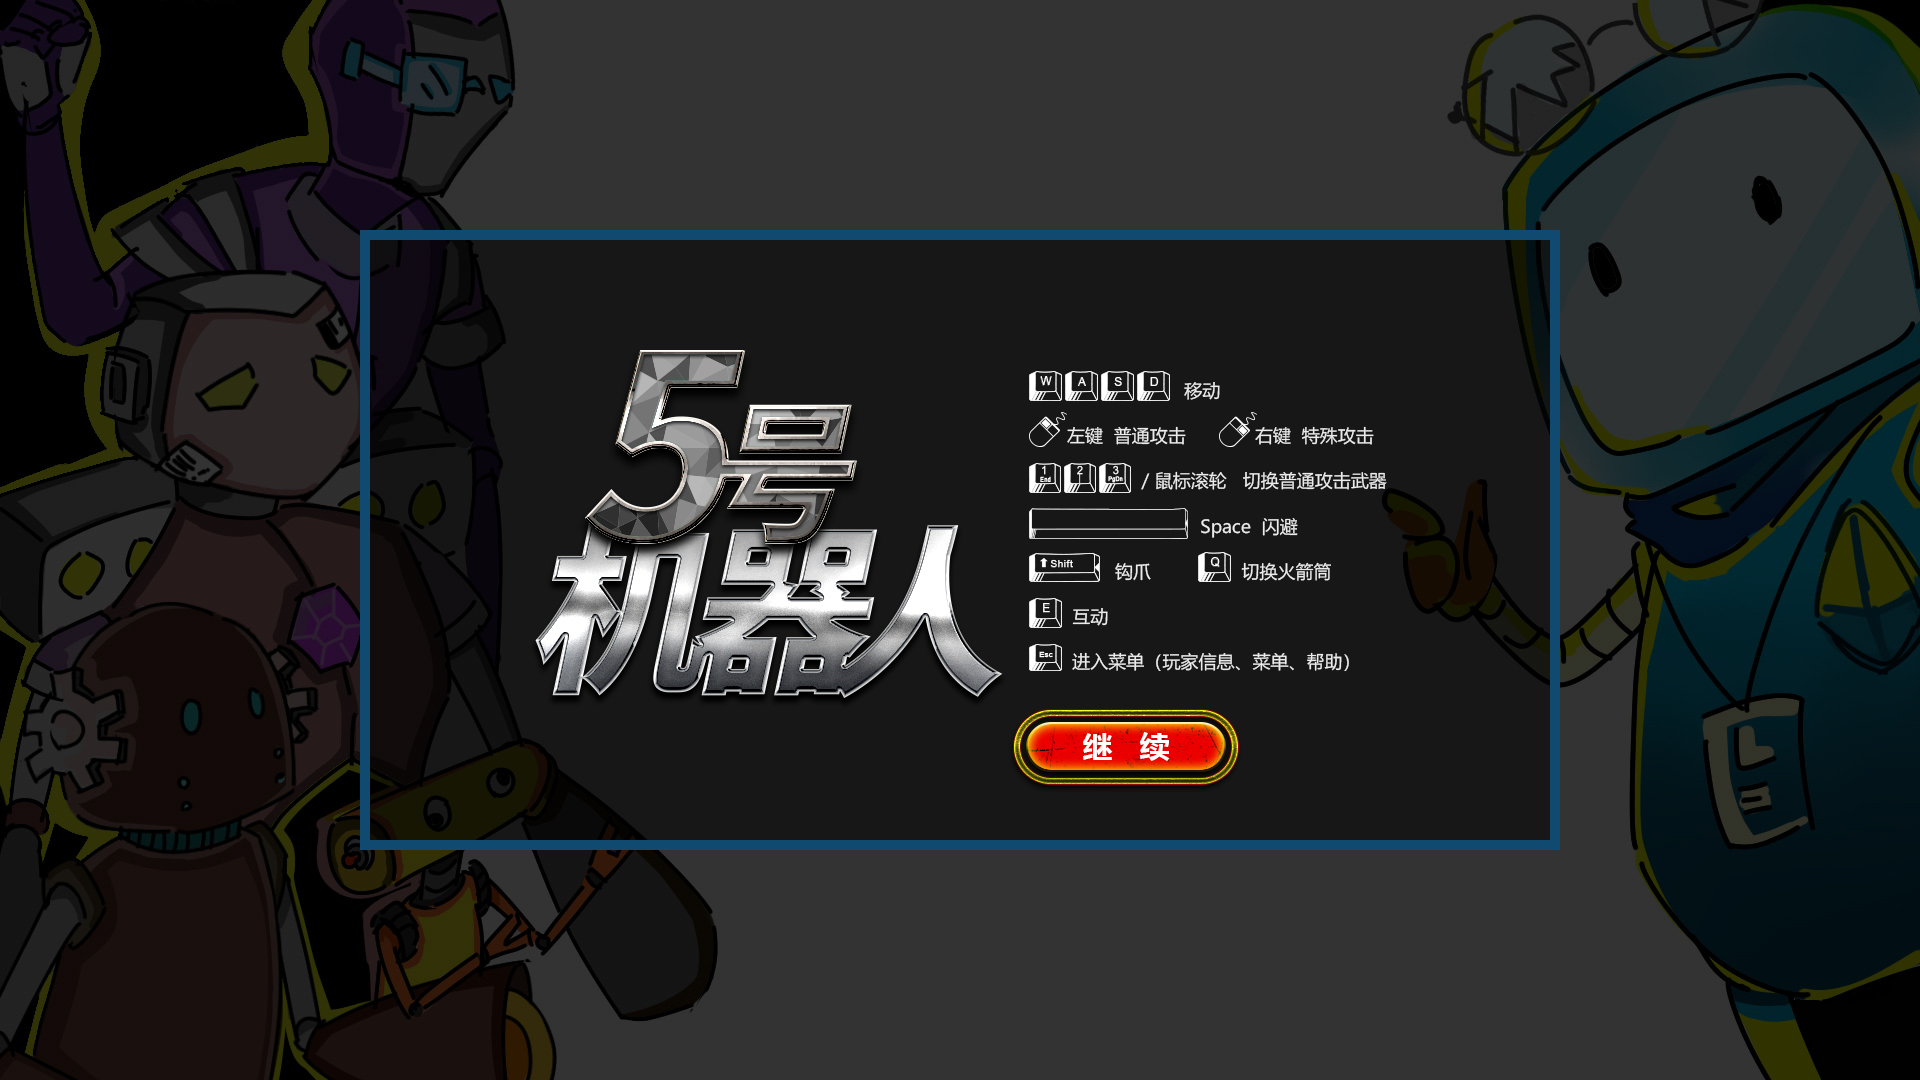 5号
机器人
W A S D 移动
左键 普通攻击 右键 特殊攻击
1 End 2 ↓ 3 PgDn / 鼠标滚轮 切换普通攻击武器
Space 闪避
Shift 钩爪 Q 切换火箭筒
E 互动
Esc 进入菜单（玩家信息、菜单、帮助）
继 续